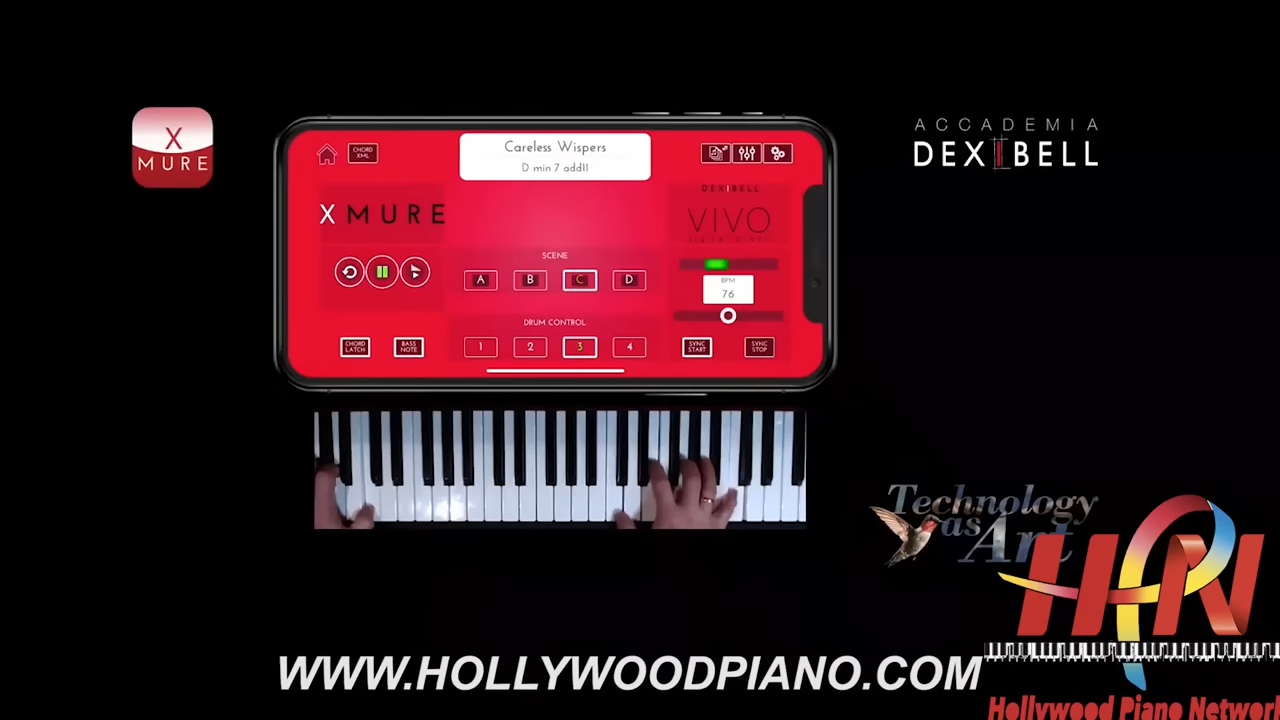 X
MURE
ACCADEMIA
DEXIBELL
CHORD
XML
Careless Wispers
D min 7 add11
X MURE
DEXIBELL
VIVO
SCENE
A B C D
BPM
76
DRUM CONTROL
CHORD
LATCH
BASS
NOTE
1 2 3 4
SYNC
START
SYNC
STOP
Technology
as Art
HPN
WWW.HOLLYWOODPIANO.COM
Hollywood Piano Network